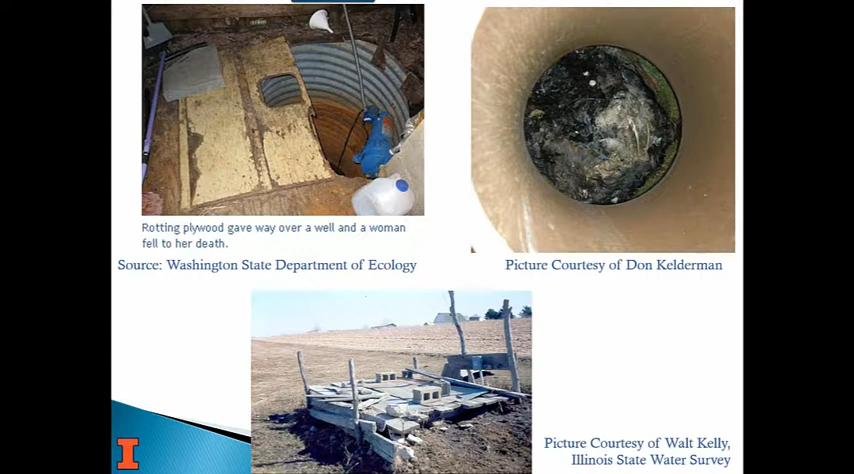 Rotting plywood gave way over a well and a woman
fell to her death.
Source: Washington State Department of Ecology
Picture Courtesy of Don Kelderman
Picture Courtesy of Walt Kelly,
Illinois State Water Survey
I